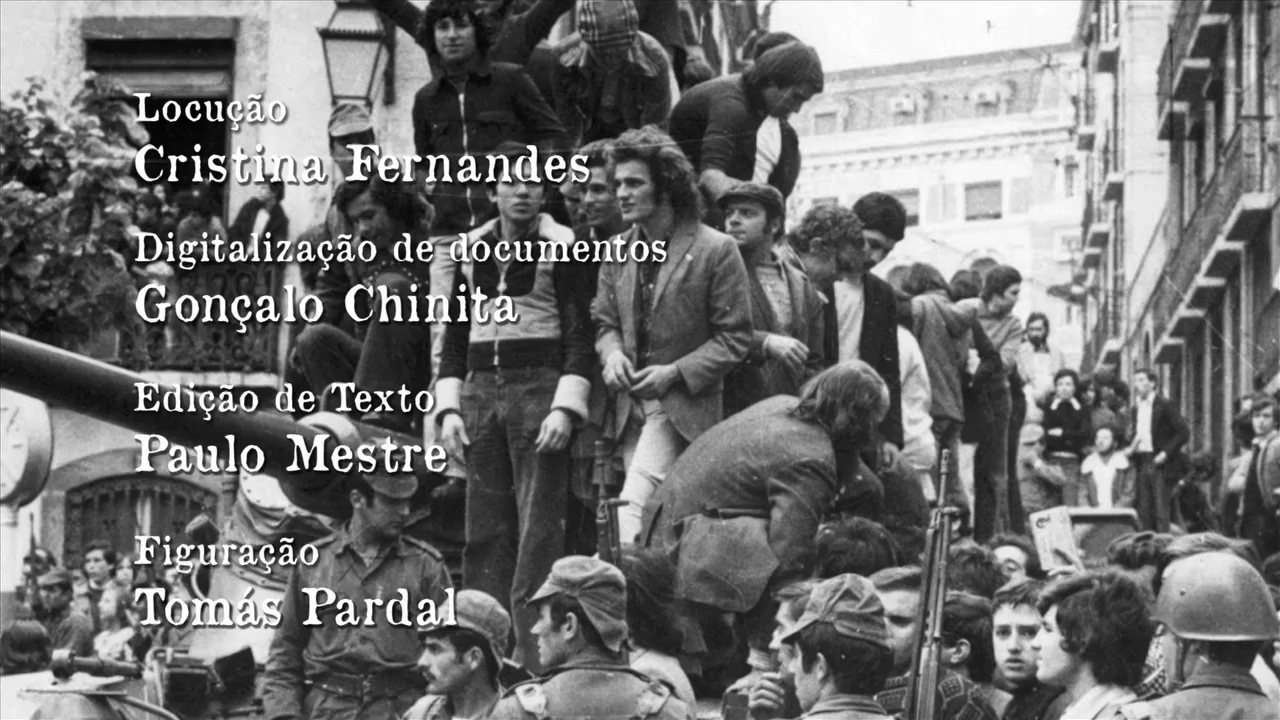 Locução
Cristina Fernandes
Digitalização de documentos
Gonçalo Chinita
Edição de Texto
Paulo Mestre
Figuração
Tomás Pardal